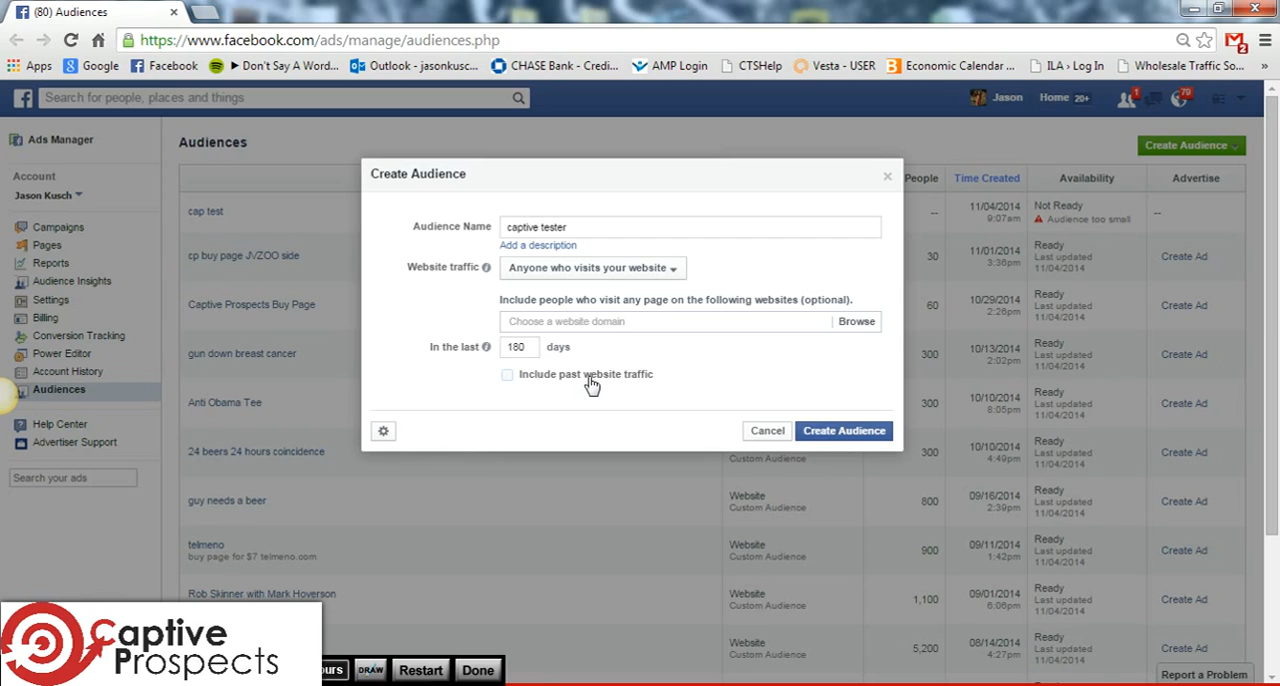 (80) Audiences
https://www.facebook.com/ads/manage/audiences.php
Apps Google Facebook ▶ Don't Say A Word... Outlook - jasonkusc... CHASE Bank - Credi... AMP Login CTSHelp Vesta - USER Economic Calendar ... ILA › Log In Wholesale Traffic So... »
2
Search for people, places and things
Jason Home 20+ 1 79
Ads Manager
Account
Jason Kusch
Campaigns
Pages
Reports
Audience Insights
Settings
Billing
Conversion Tracking
Power Editor
Account History
Audiences
Help Center
Advertiser Support
Search your ads
Audiences
Create Audience
People Time Created Availability Advertise
cap test -- 11/04/2014 9:07am Not Ready Audience too small --
cp buy page JVZOO side 30 11/01/2014 3:36pm Ready Last updated 11/04/2014 Create Ad
Captive Prospects Buy Page 60 10/29/2014 2:26pm Ready Last updated 11/04/2014 Create Ad
gun down breast cancer 300 10/13/2014 2:02pm Ready Last updated 11/04/2014 Create Ad
Anti Obama Tee 300 10/10/2014 8:05pm Ready Last updated 11/04/2014 Create Ad
24 beers 24 hours coincidence Custom Audience 300 10/10/2014 4:49pm Ready Last updated 11/04/2014 Create Ad
guy needs a beer Website Custom Audience 800 09/16/2014 2:39pm Ready Last updated 11/04/2014 Create Ad
telmeno buy page for $7 telmeno.com Website Custom Audience 900 09/11/2014 1:42pm Ready Last updated 11/04/2014 Create Ad
Rob Skinner with Mark Hoverson Website Custom Audience 1,100 09/01/2014 6:06pm Ready Last updated 11/04/2014 Create Ad
Website Custom Audience 5,200 08/14/2014 4:27pm Ready Last updated 11/04/2014 Create Ad
Create Audience
Audience Name captive tester
Add a description
Website traffic Anyone who visits your website
Include people who visit any page on the following websites (optional).
Choose a website domain Browse
In the last 180 days
Include past website traffic
Cancel Create Audience
Captive
Prospects
ours DRAW Restart Done
Report a Problem